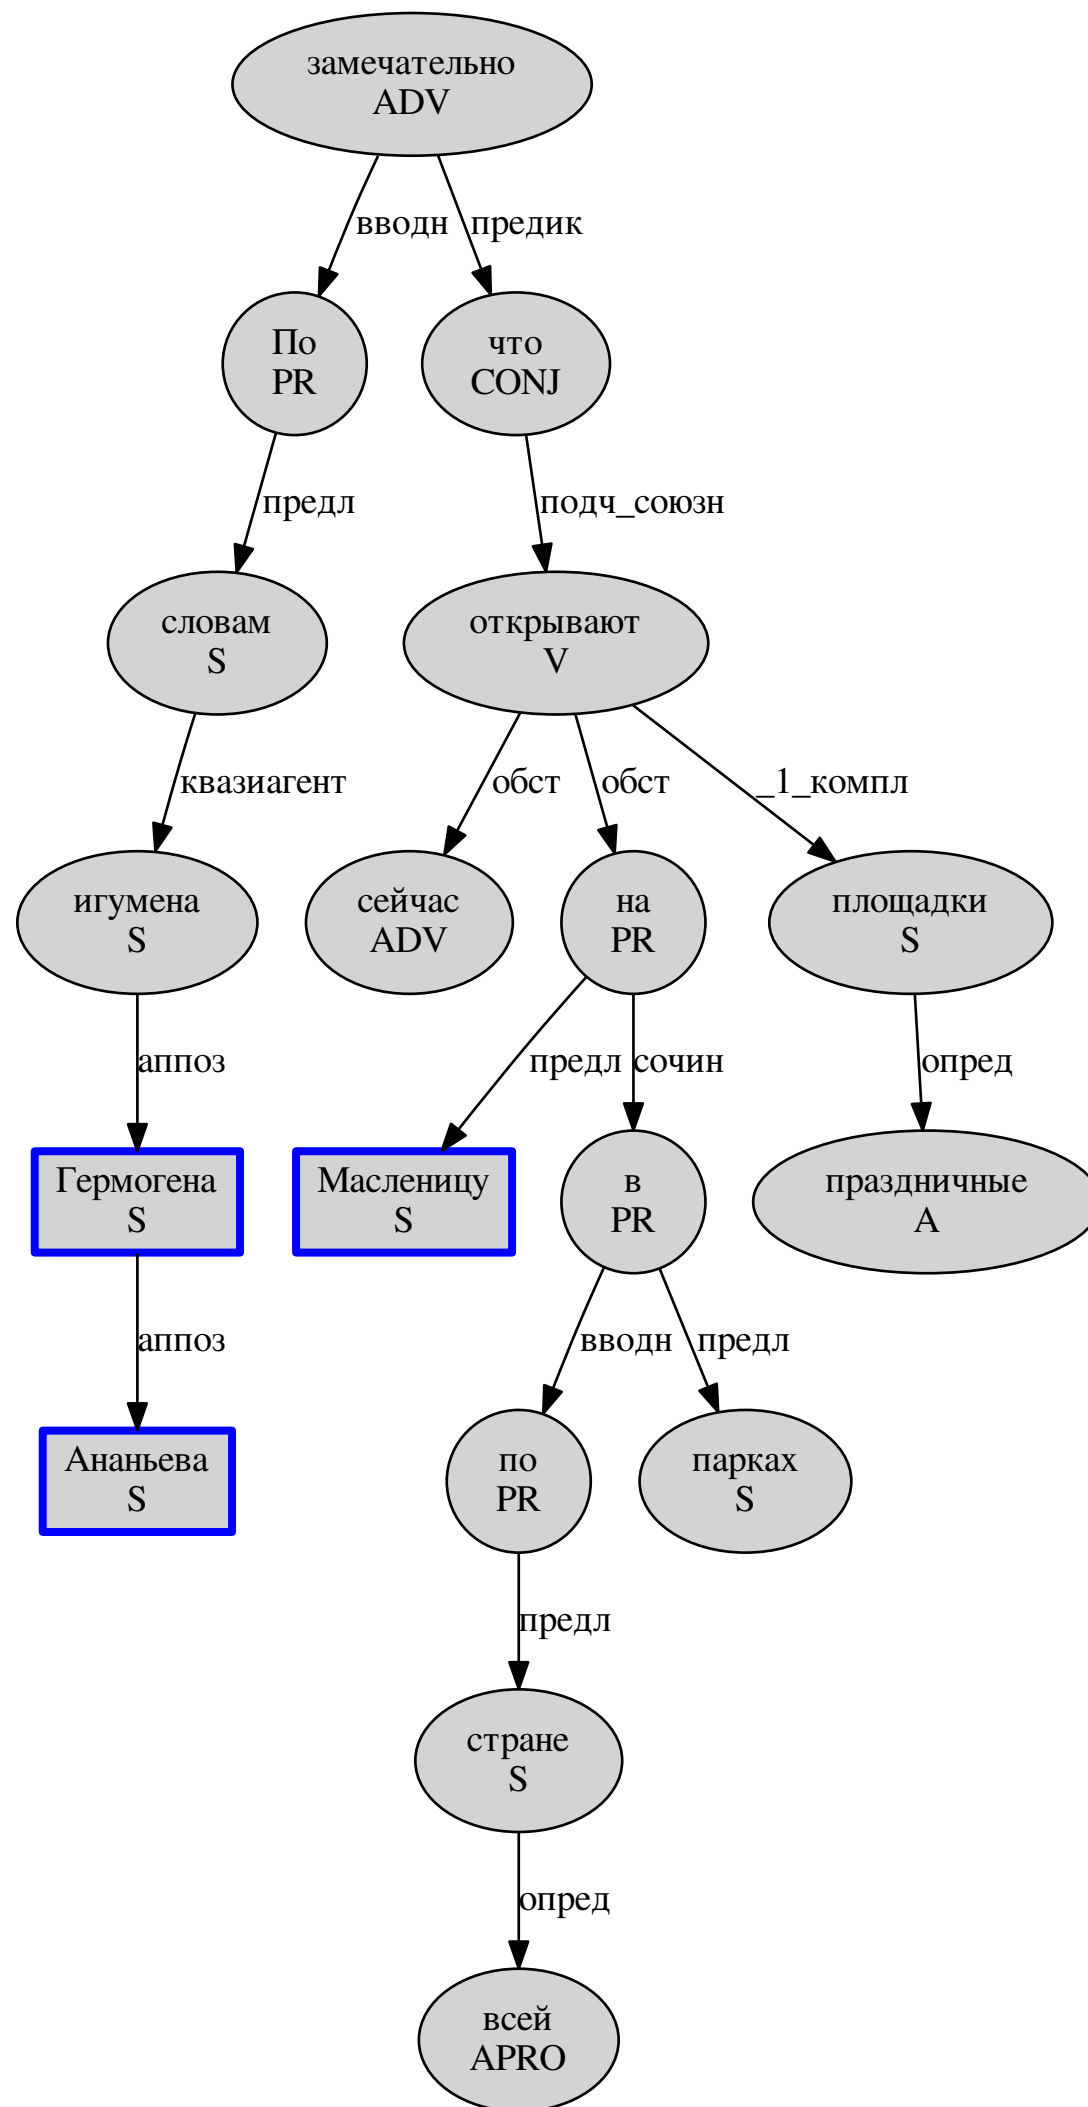 замечательно
ADV
вводн
предик
По
PR
что
CONJ
предл
подч_союзн
словам
S
открывают
V
квазиагент
обст
обст
_1_компл
игумена
S
сейчас
ADV
на
PR
площадки
S
аппоз
предл
сочин
опред
Гермогена
S
Масленицу
S
в
PR
праздничные
A
аппоз
вводн
предл
Ананьева
S
по
PR
парках
S
предл
стране
S
опред
всей
APRO